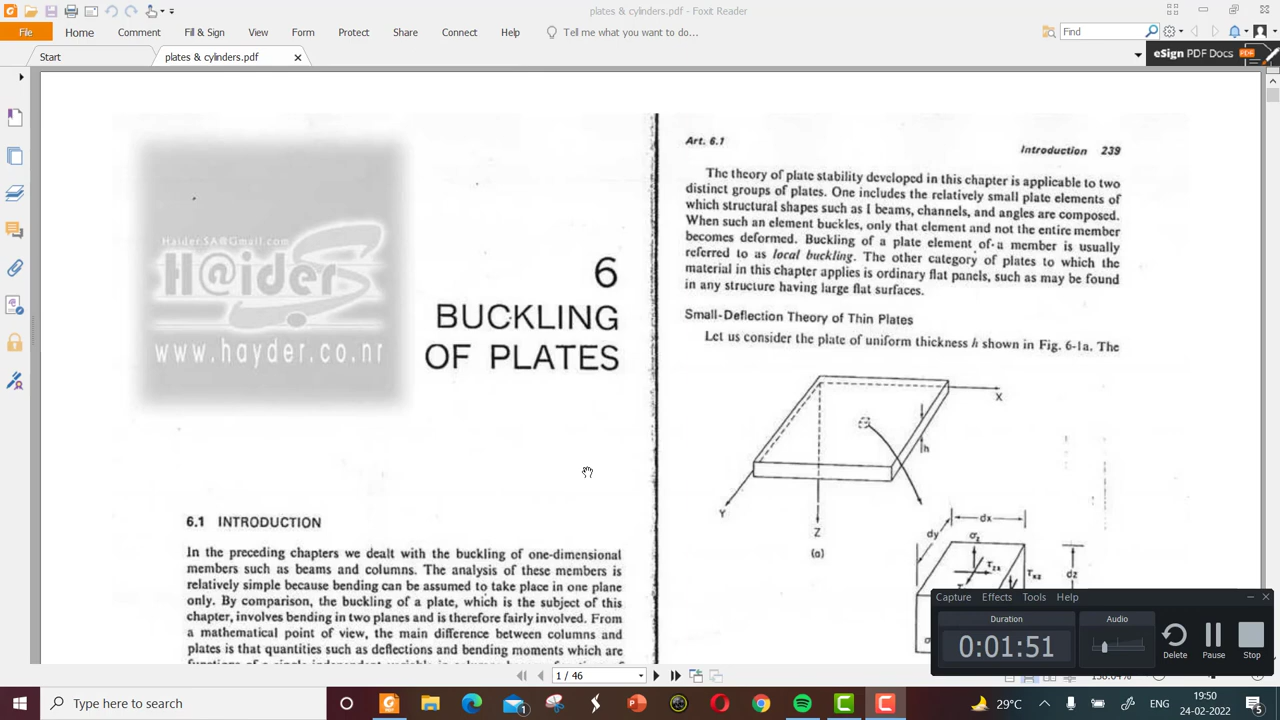 plates & cylinders.pdf - Foxit Reader
File Home Comment Fill & Sign View Form Protect Share Connect Help Tell me what you want to do... Find
Start plates & cylinders.pdf eSign PDF Docs
Haider.SA@Gmail.com
H@ider
www.hayder.co.nr
6
BUCKLING
OF PLATES
6.1 INTRODUCTION
In the preceding chapters we dealt with the buckling of one-dimensional
members such as beams and columns. The analysis of these members is
relatively simple because bending can be assumed to take place in one plane
only. By comparison, the buckling of a plate, which is the subject of this
chapter, involves bending in two planes and is therefore fairly involved. From
a mathematical point of view, the main difference between columns and
plates is that quantities such as deflections and bending moments which are
Art. 6.1 Introduction 239
The theory of plate stability developed in this chapter is applicable to two
distinct groups of plates. One includes the relatively small plate elements of
which structural shapes such as I beams, channels, and angles are composed.
When such an element buckles, only that element and not the entire member
becomes deformed. Buckling of a plate element of a member is usually
referred to as local buckling. The other category of plates to which the
material in this chapter applies is ordinary flat panels, such as may be found
in any structure having large flat surfaces.
Small-Deflection Theory of Thin Plates
Let us consider the plate of uniform thickness h shown in Fig. 6-1a. The
X
h
Y
Z
(a)
dx
dy
σz
τzx
τxz
dz
Capture Effects Tools Help
Duration Audio
0:01:51
Delete Pause Stop
1 / 46
Type here to search
29°C ENG 19:50
24-02-2022